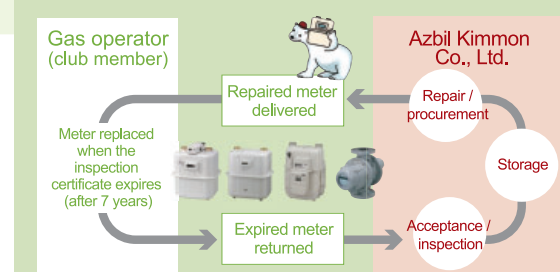 Gas operator
(club member)
Azbil Kimmon
Co., Ltd.
Repaired meter
delivered
Repair /
procurement
Meter replaced
when the
inspection
certificate expires
(after 7 years)
Storage
Expired meter
returned
Acceptance /
inspection